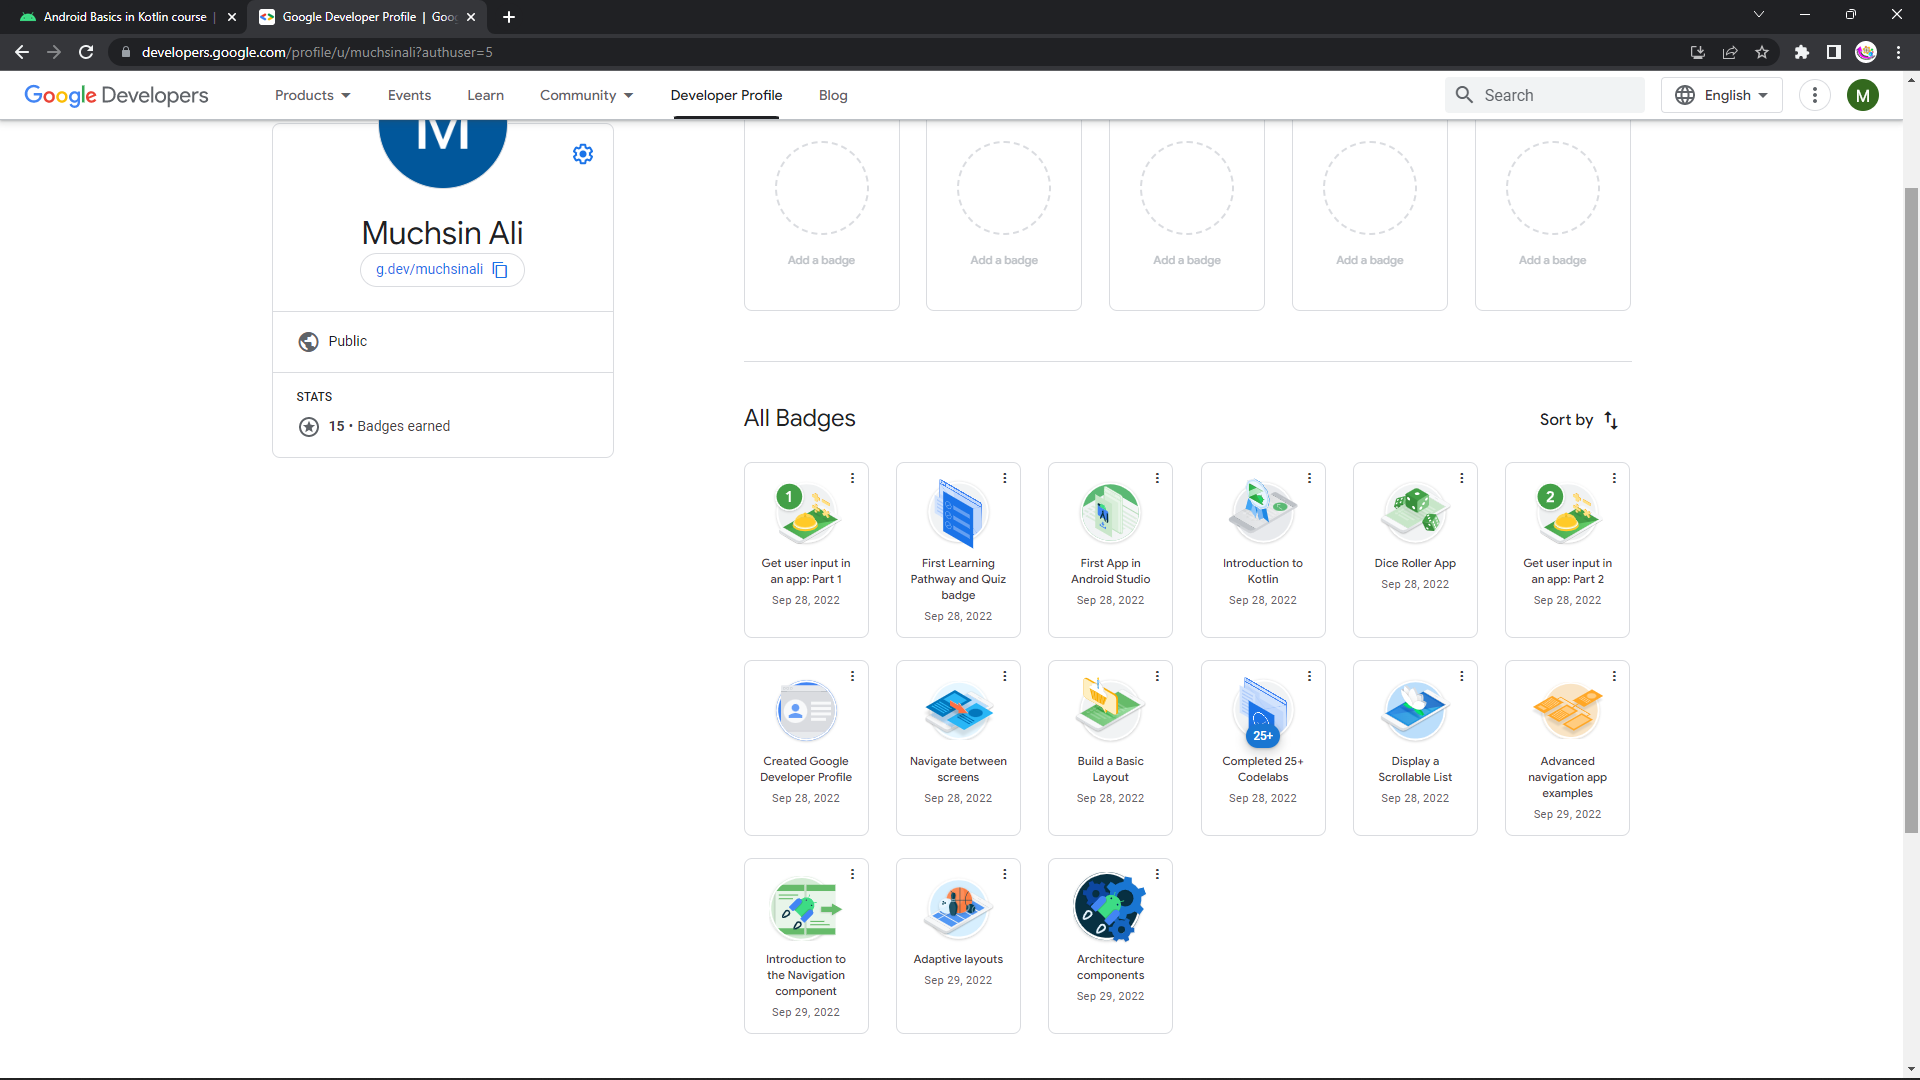 Android Basics in Kotlin course |
Google Developer Profile | Goog
developers.google.com/profile/u/muchsinali?authuser=5
Google Developers
Products
Events
Learn
Community
Developer Profile
Blog
Search
English
M
M
Muchsin Ali
g.dev/muchsinali
Public
STATS
15 • Badges earned
Add a badge
Add a badge
Add a badge
Add a badge
Add a badge
All Badges
Sort by
1
Get user input in
an app: Part 1
Sep 28, 2022
First Learning
Pathway and Quiz
badge
Sep 28, 2022
First App in
Android Studio
Sep 28, 2022
Introduction to
Kotlin
Sep 28, 2022
Dice Roller App
Sep 28, 2022
2
Get user input in
an app: Part 2
Sep 28, 2022
Created Google
Developer Profile
Sep 28, 2022
Navigate between
screens
Sep 28, 2022
Build a Basic
Layout
Sep 28, 2022
25+
Completed 25+
Codelabs
Sep 28, 2022
Display a
Scrollable List
Sep 28, 2022
Advanced
navigation app
examples
Sep 29, 2022
Introduction to
the Navigation
component
Sep 29, 2022
Adaptive layouts
Sep 29, 2022
Architecture
components
Sep 29, 2022